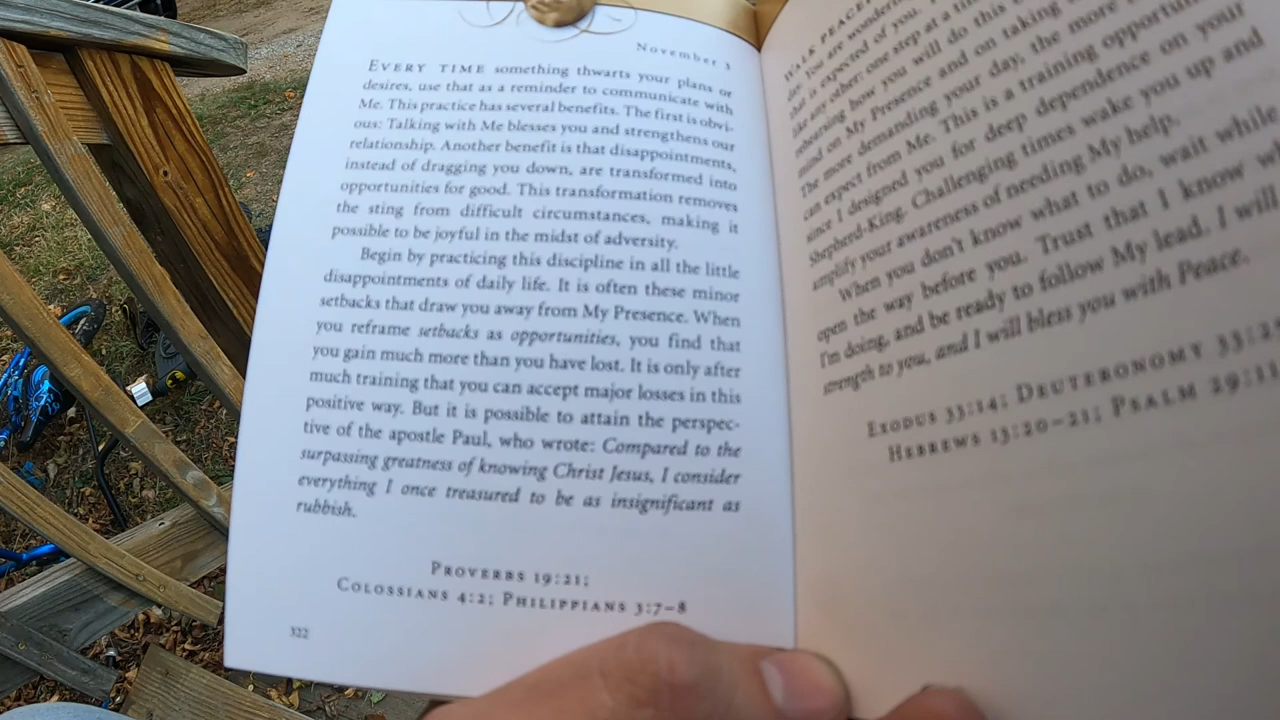 November 3
EVERY TIME something thwarts your plans or
desires, use that as a reminder to communicate with
Me. This practice has several benefits. The first is obvi-
ous: Talking with Me blesses you and strengthens our
relationship. Another benefit is that disappointments,
instead of dragging you down, are transformed into
opportunities for good. This transformation removes
the sting from difficult circumstances, making it
possible to be joyful in the midst of adversity.
Begin by practicing this discipline in all the little
disappointments of daily life. It is often these minor
setbacks that draw you away from My Presence. When
you reframe setbacks as opportunities, you find that
you gain much more than you have lost. It is only after
much training that you can accept major losses in this
positive way. But it is possible to attain the perspec-
tive of the apostle Paul, who wrote: Compared to the
surpassing greatness of knowing Christ Jesus, I consider
everything I once treasured to be as insignificant as
rubbish.
PROVERBS 19:21;
COLOSSIANS 4:2; PHILIPPIANS 3:7–8
322
WALK PEACEF
day. You are wonderin
that is expected of you.
like any other: one step at a tim
rehearsing how you will do this
mind on My Presence and on taking
The more demanding your day, the more
can expect from Me. This is a training opportun
since I designed you for deep dependence on your
Shepherd-King. Challenging times wake you up and
amplify your awareness of needing My help.
When you don't know what to do, wait while
open the way before you. Trust that I know wh
I'm doing, and be ready to follow My lead. I will
strength to you, and I will bless you with Peace.
EXODUS 33:14; DEUTERONOMY 33:2
HEBREWS 13:20–21; PSALM 29:11